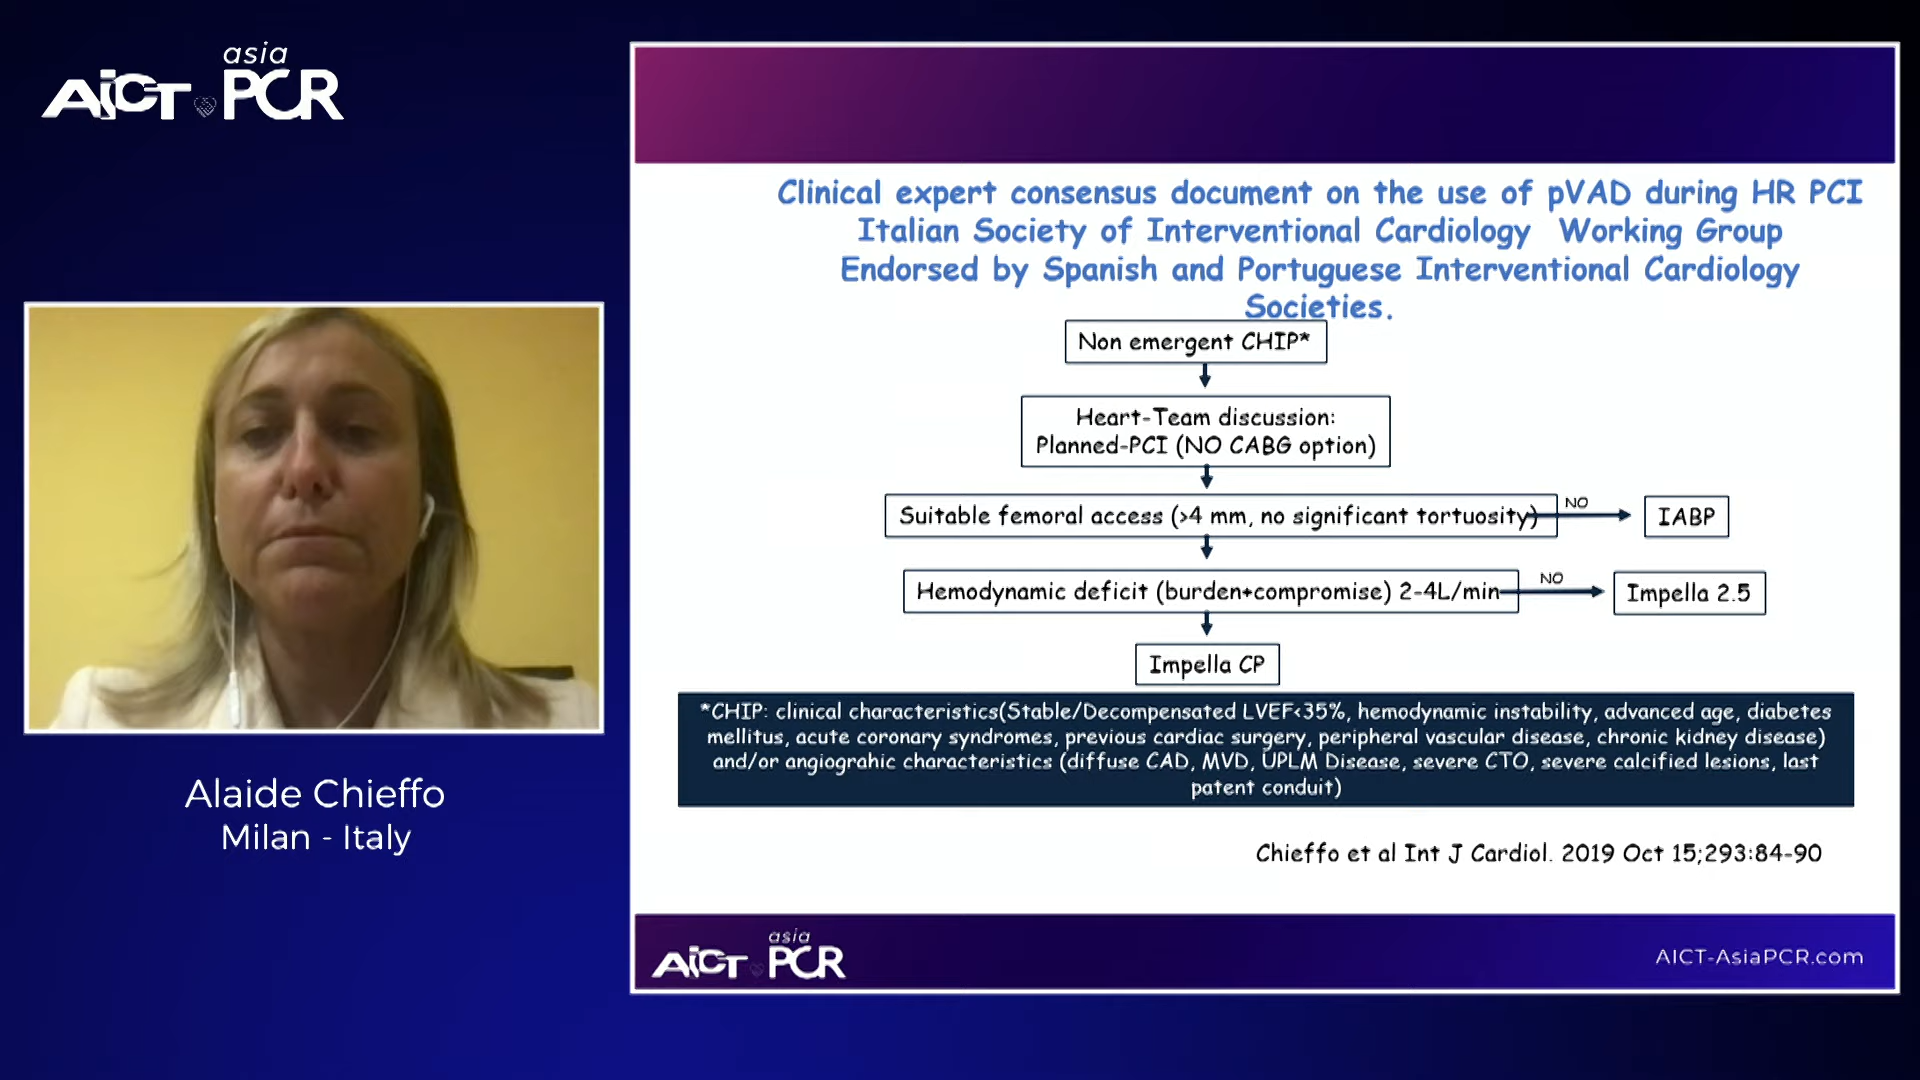 asia
AICT PCR
Clinical expert consensus document on the use of pVAD during HR PCI
Italian Society of Interventional Cardiology Working Group
Endorsed by Spanish and Portuguese Interventional Cardiology
Societies.
Non emergent CHIP*
Heart-Team discussion:
Planned-PCI (NO CABG option)
Suitable femoral access (>4 mm, no significant tortuosity)
NO
IABP
Hemodynamic deficit (burden+compromise) 2-4L/min
NO
Impella 2.5
Impella CP
*CHIP: clinical characteristics(Stable/Decompensated LVEF<35%, hemodynamic instability, advanced age, diabetes
mellitus, acute coronary syndromes, previous cardiac surgery, peripheral vascular disease, chronic kidney disease)
and/or angiograhic characteristics (diffuse CAD, MVD, UPLM Disease, severe CTO, severe calcified lesions, last
patent conduit)
Chieffo et al Int J Cardiol. 2019 Oct 15;293:84-90
Alaide Chieffo
Milan - Italy
asia
AICT PCR
AICT-AsiaPCR.com